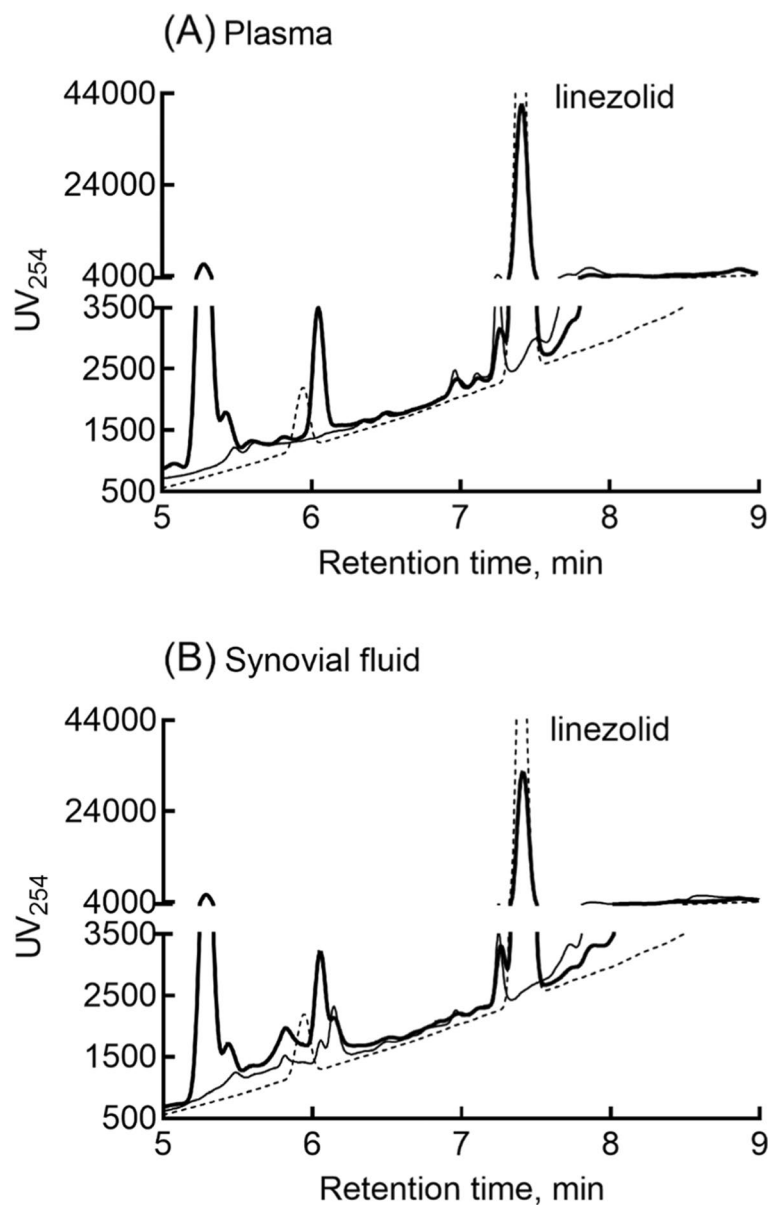 (A) Plasma
44000
linezolid
24000
4000
UV254
3500
2500
1500
500
5 6 7 8 9
Retention time, min
(B) Synovial fluid
44000
linezolid
24000
4000
UV254
3500
2500
1500
500
5 6 7 8 9
Retention time, min